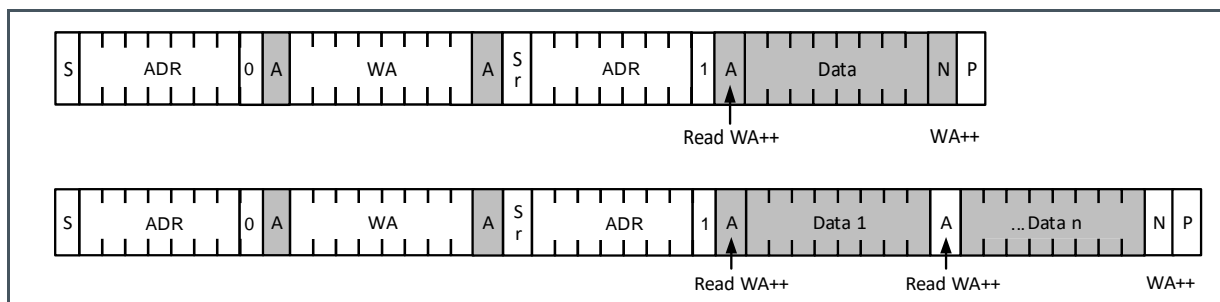 S ADR 0 A WA A Sr ADR 1 A Data N P
Read WA++ WA++
S ADR 0 A WA A Sr ADR 1 A Data 1 A ...Data n N P
Read WA++ Read WA++ WA++